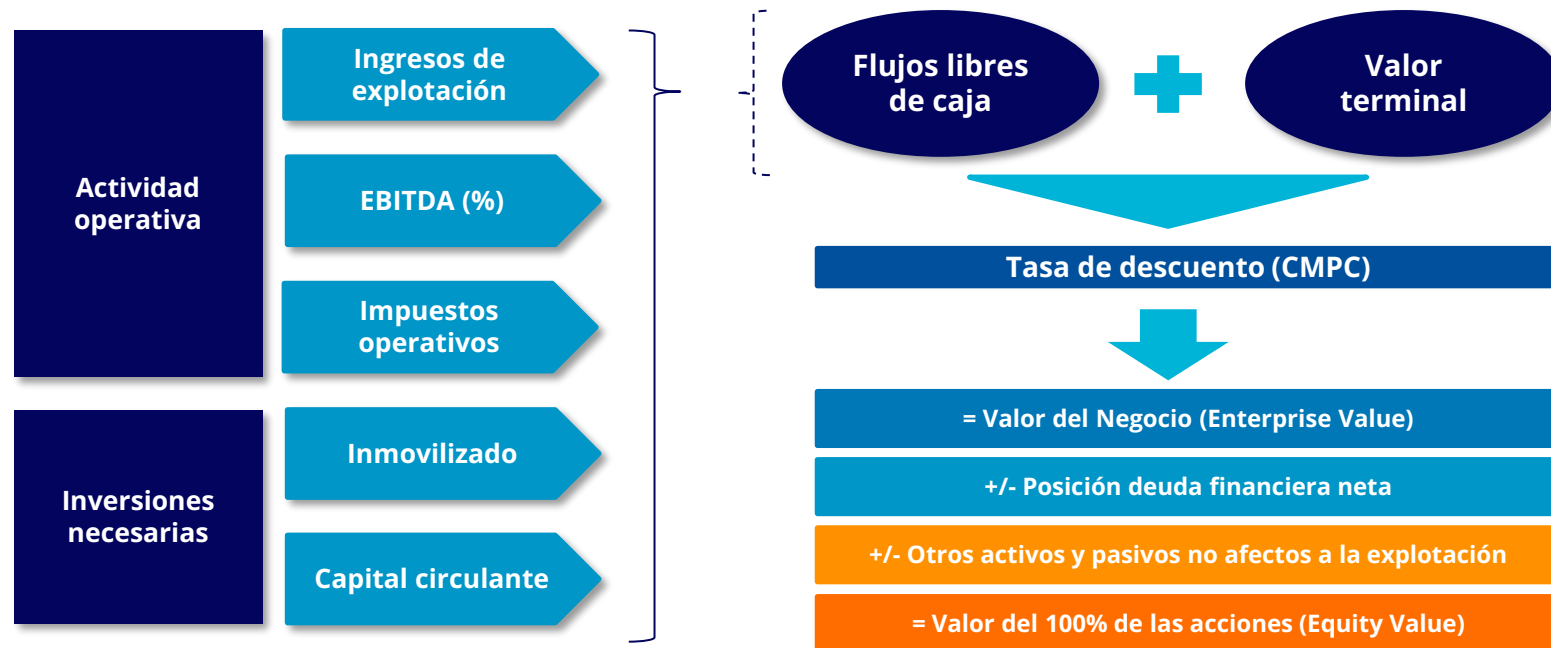 Actividad
operativa
Ingresos de
explotación
EBITDA (%)
Impuestos
operativos
Inversiones
necesarias
Inmovilizado
Capital circulante
Flujos libres
de caja
Valor
terminal
Tasa de descuento (CMPC)
= Valor del Negocio (Enterprise Value)
+/- Posición deuda financiera neta
+/- Otros activos y pasivos no afectos a la explotación
= Valor del 100% de las acciones (Equity Value)